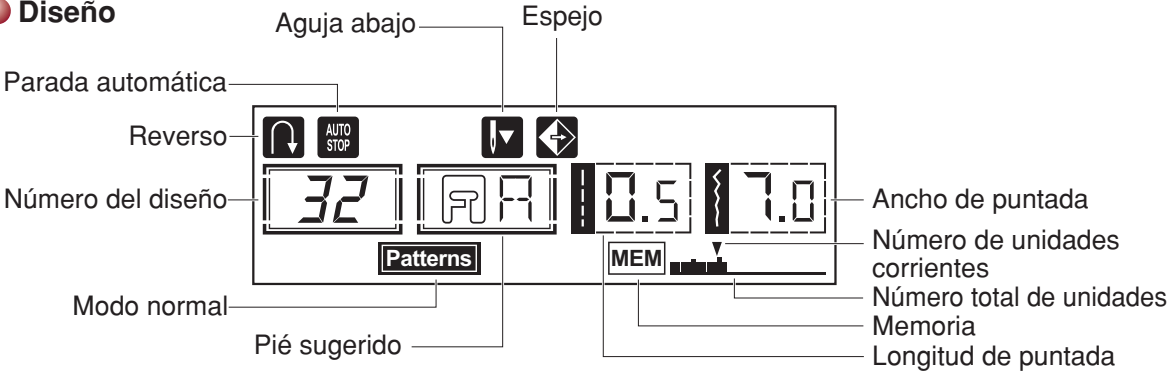 Diseño
Aguja abajo
Espejo
Parada automática
Reverso
AUTO
STOP
Número del diseño
32
A
0.5
7.0
Ancho de puntada
Patterns
MEM
Número de unidades
corrientes
Número total de unidades
Modo normal
Memoria
Pié sugerido
Longitud de puntada